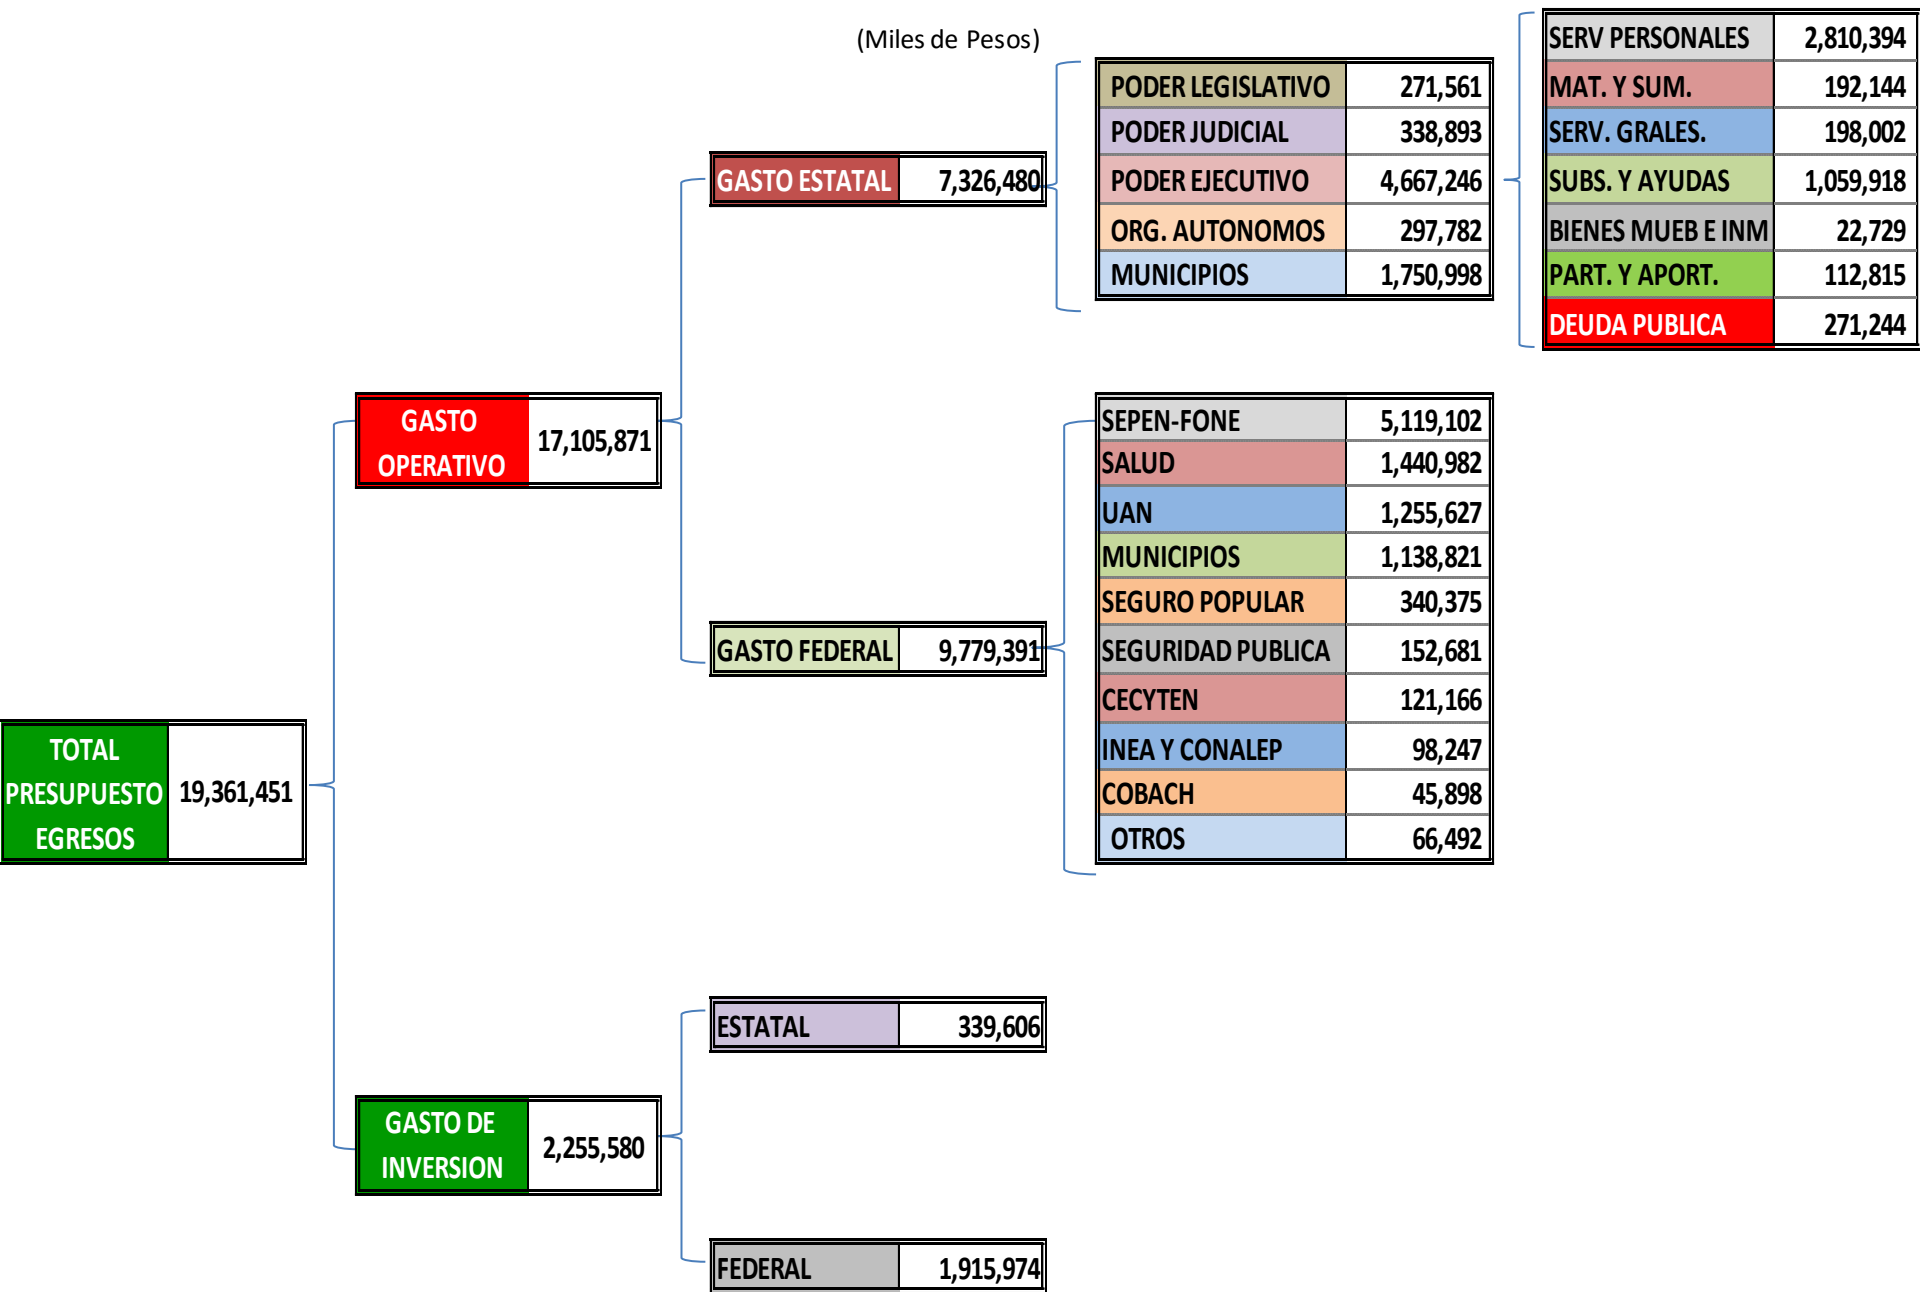 (Miles de Pesos)
SERV PERSONALES 2,810,394
MAT. Y SUM. 192,144
SERV. GRALES. 198,002
SUBS. Y AYUDAS 1,059,918
BIENES MUEB E INM 22,729
PART. Y APORT. 112,815
DEUDA PUBLICA 271,244
PODER LEGISLATIVO 271,561
PODER JUDICIAL 338,893
PODER EJECUTIVO 4,667,246
ORG. AUTONOMOS 297,782
MUNICIPIOS 1,750,998
GASTO ESTATAL 7,326,480
GASTO
OPERATIVO
17,105,871
SEPEN-FONE 5,119,102
SALUD 1,440,982
UAN 1,255,627
MUNICIPIOS 1,138,821
SEGURO POPULAR 340,375
SEGURIDAD PUBLICA 152,681
CECYTEN 121,166
INEA Y CONALEP 98,247
COBACH 45,898
OTROS 66,492
GASTO FEDERAL 9,779,391
TOTAL
PRESUPUESTO
EGRESOS
19,361,451
ESTATAL 339,606
GASTO DE
INVERSION
2,255,580
FEDERAL 1,915,974